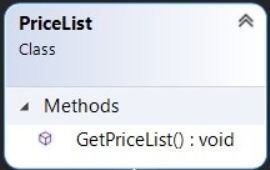 PriceList
Class
Methods
GetPriceList() : void